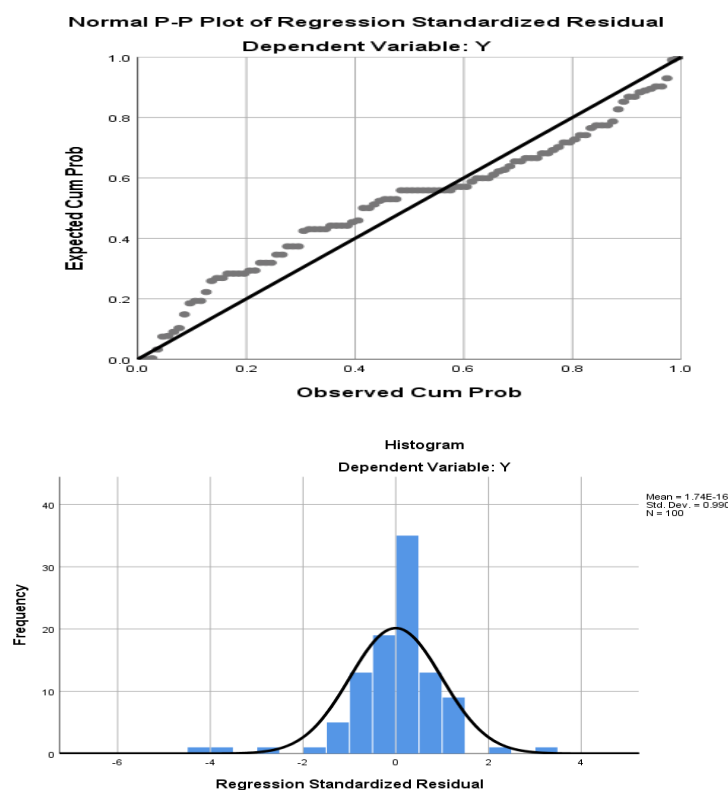 Normal P-P Plot of Regression Standardized Residual
Dependent Variable: Y
1.0
0.8
0.6
0.4
0.2
0.0
Expected Cum Prob
0.0 0.2 0.4 0.6 0.8 1.0
Observed Cum Prob
Histogram
Dependent Variable: Y
Mean = 1.74E-16
Std. Dev. = 0.990
N = 100
40
30
20
10
0
Frequency
-6 -4 -2 0 2 4
Regression Standardized Residual